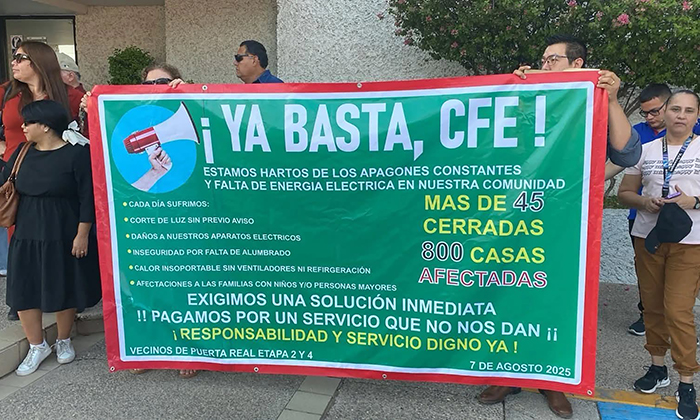 ¡ YA BASTA, CFE !
ESTAMOS HARTOS DE LOS APAGONES CONSTANTES
Y FALTA DE ENERGIA ELECTRICA EN NUESTRA COMUNIDAD
• CADA DÍA SUFRIMOS:
• CORTE DE LUZ SIN PREVIO AVISO
• DAÑOS A NUESTROS APARATOS ELECTRICOS
• INSEGURIDAD POR FALTA DE ALUMBRADO
• CALOR INSOPORTABLE SIN VENTILADORES NI REFIRGERACIÓN
• AFECTACIONES A LAS FAMILIAS CON NIÑOS Y/O PERSONAS MAYORES
MAS DE 45
CERRADAS
800 CASAS
AFECTADAS
EXIGIMOS UNA SOLUCIÓN INMEDIATA
!! PAGAMOS POR UN SERVICIO QUE NO NOS DAN ¡¡
¡ RESPONSABILIDAD Y SERVICIO DIGNO YA !
VECINOS DE PUERTA REAL ETAPA 2 Y 4
7 DE AGOSTO 2025